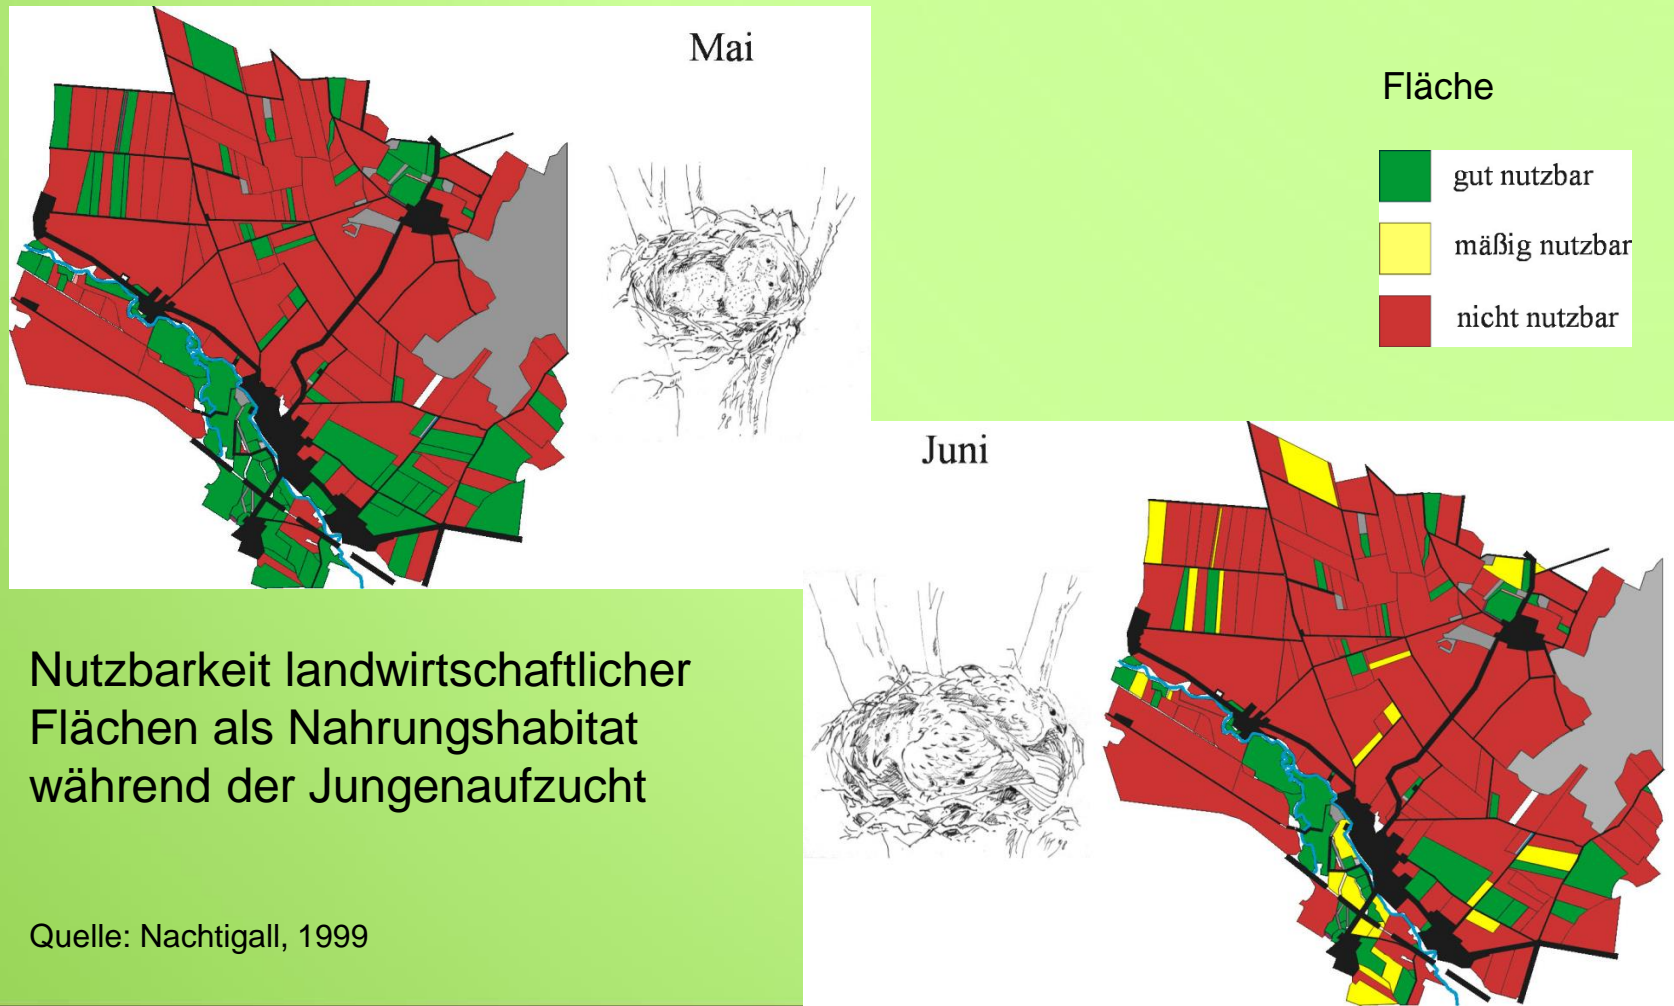 Mai
Fläche
gut nutzbar
mäßig nutzbar
nicht nutzbar
Juni
Nutzbarkeit landwirtschaftlicher
Flächen als Nahrungshabitat
während der Jungenaufzucht
Quelle: Nachtigall, 1999